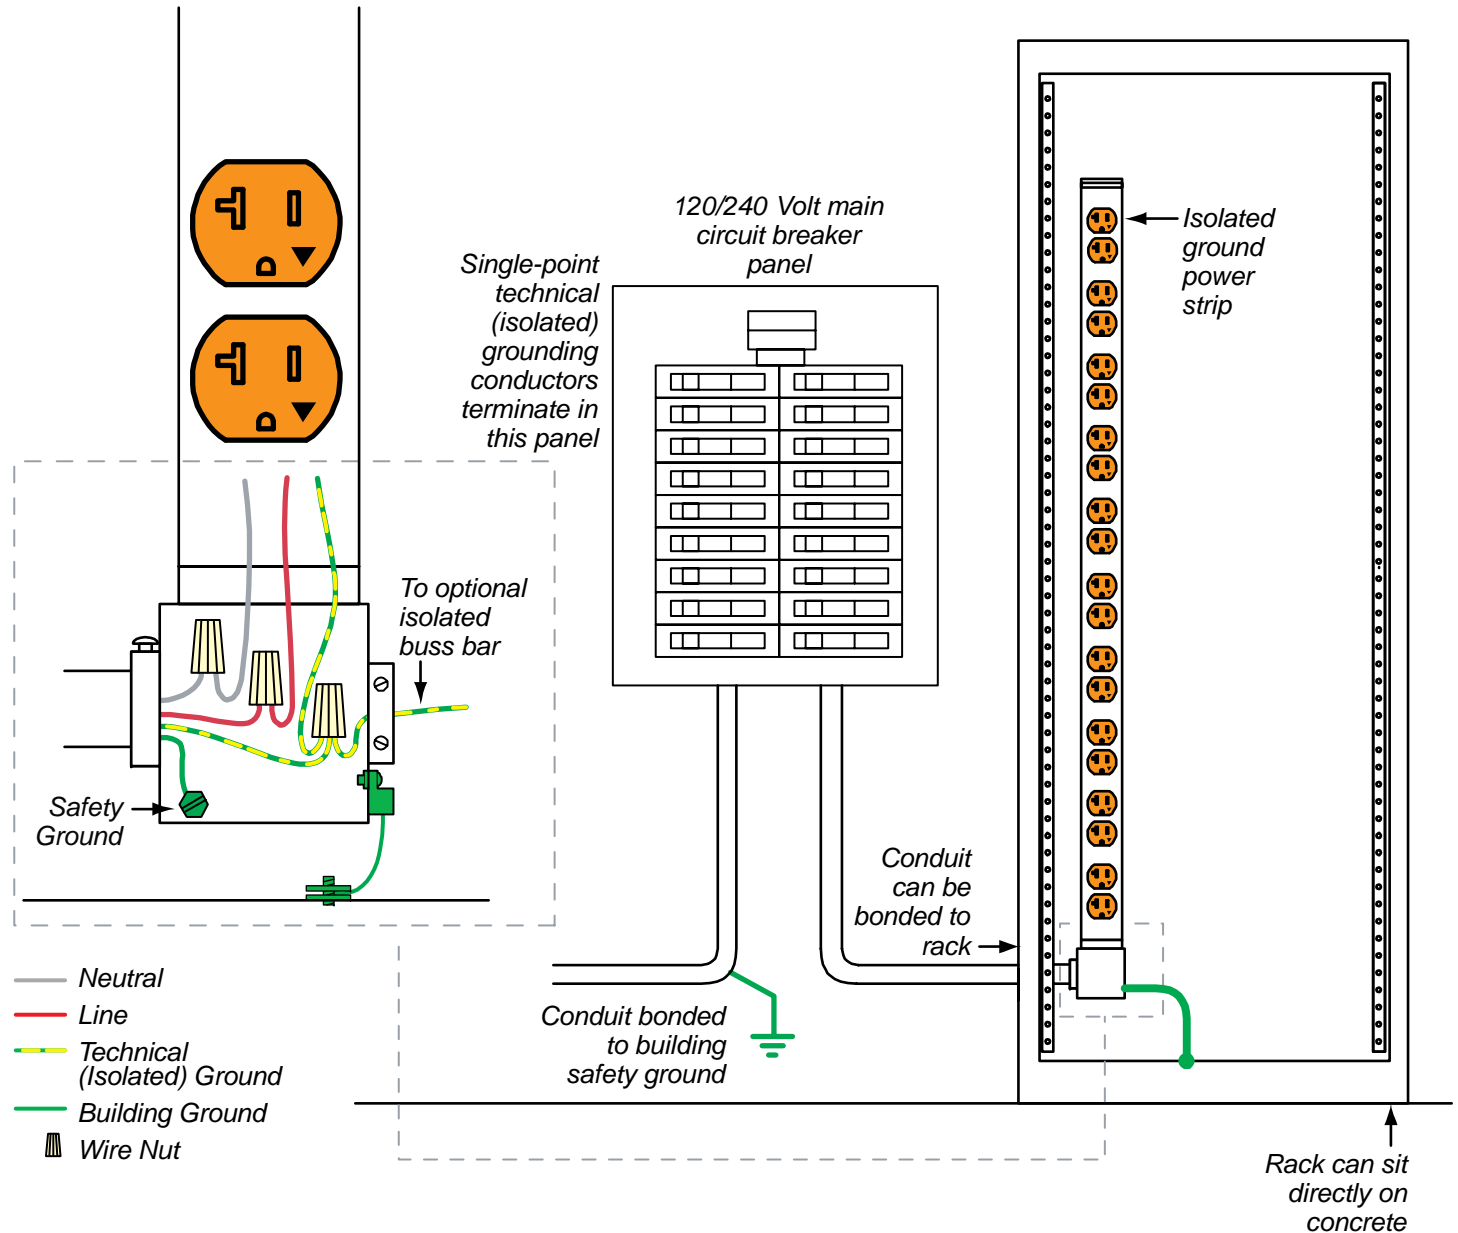 120/240 Volt main
circuit breaker
panel
Single-point
technical
(isolated)
grounding
conductors
terminate in
this panel
Isolated
ground
power
strip
To optional
isolated
buss bar
Safety
Ground
Conduit
can be
bonded to
rack
Neutral
Line
Technical
(Isolated) Ground
Building Ground
Wire Nut
Conduit bonded
to building
safety ground
Rack can sit
directly on
concrete